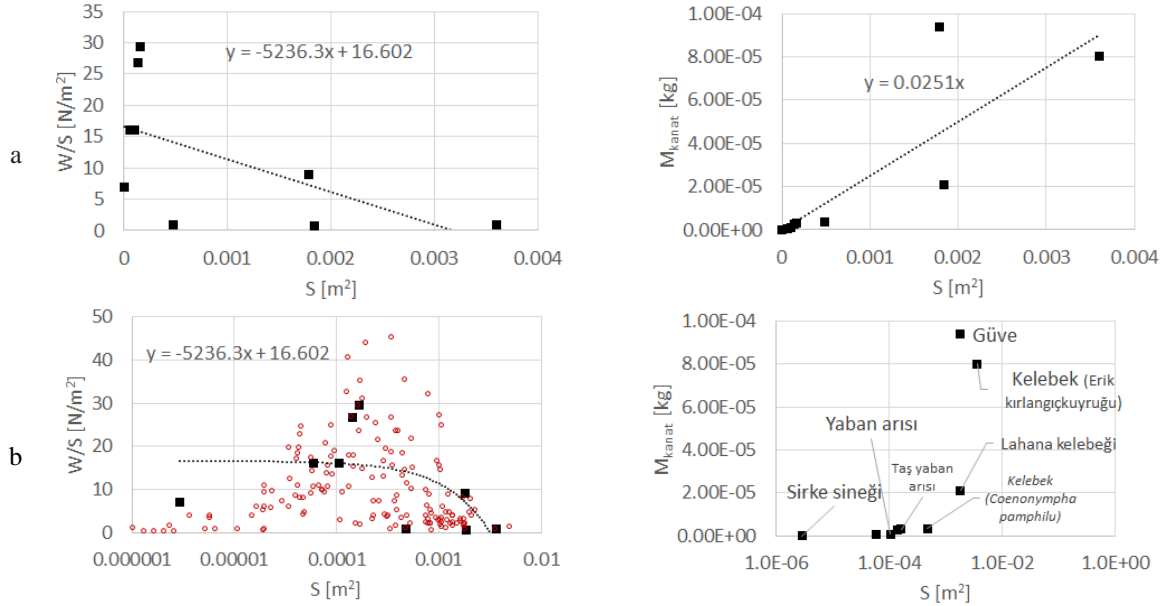 a
W/S [N/m²]
35
30
25
20
15
10
5
0
y = -5236.3x + 16.602
0
0.001
0.002
0.003
0.004
S [m²]
M kanat [kg]
1.00E-04
8.00E-05
6.00E-05
4.00E-05
2.00E-05
0.00E+00
y = 0.0251x
0
0.001
0.002
0.003
0.004
S [m²]
b
W/S [N/m²]
50
40
30
20
10
0
y = -5236.3x + 16.602
0.000001
0.00001
0.0001
0.001
0.01
S [m²]
M kanat [kg]
1.00E-04
8.00E-05
6.00E-05
4.00E-05
2.00E-05
0.00E+00
Güve
Kelebek (Erik
kırlangıçkuyruğu)
Yaban arısı
Lahana kelebeği
Taş yaban
arısı
Kelebek
(Coenonympha
pamphilu)
Sirke sineği
1.0E-06
1.0E-04
1.0E-02
1.0E+00
S [m²]